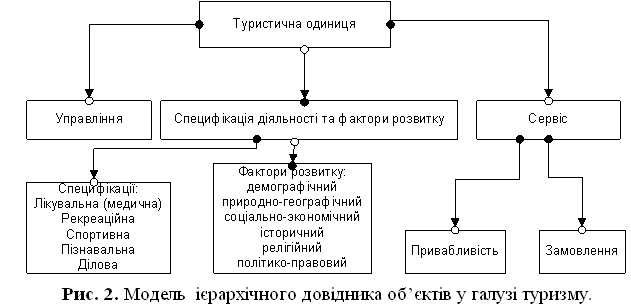 Туристична одиниця
Управління
Специфікація діяльності та фактори розвитку
Сервіс
Специфікації:
Лікувальна (медична)
Рекреаційна
Спортивна
Пізнавальна
Ділова
Фактори розвитку:
демографічний
природно-географічний
соціально-економічний
історичний
релігійний
політико-правовий
Привабливість
Замовлення
Рис. 2. Модель ієрархічного довідника об’єктів у галузі туризму.